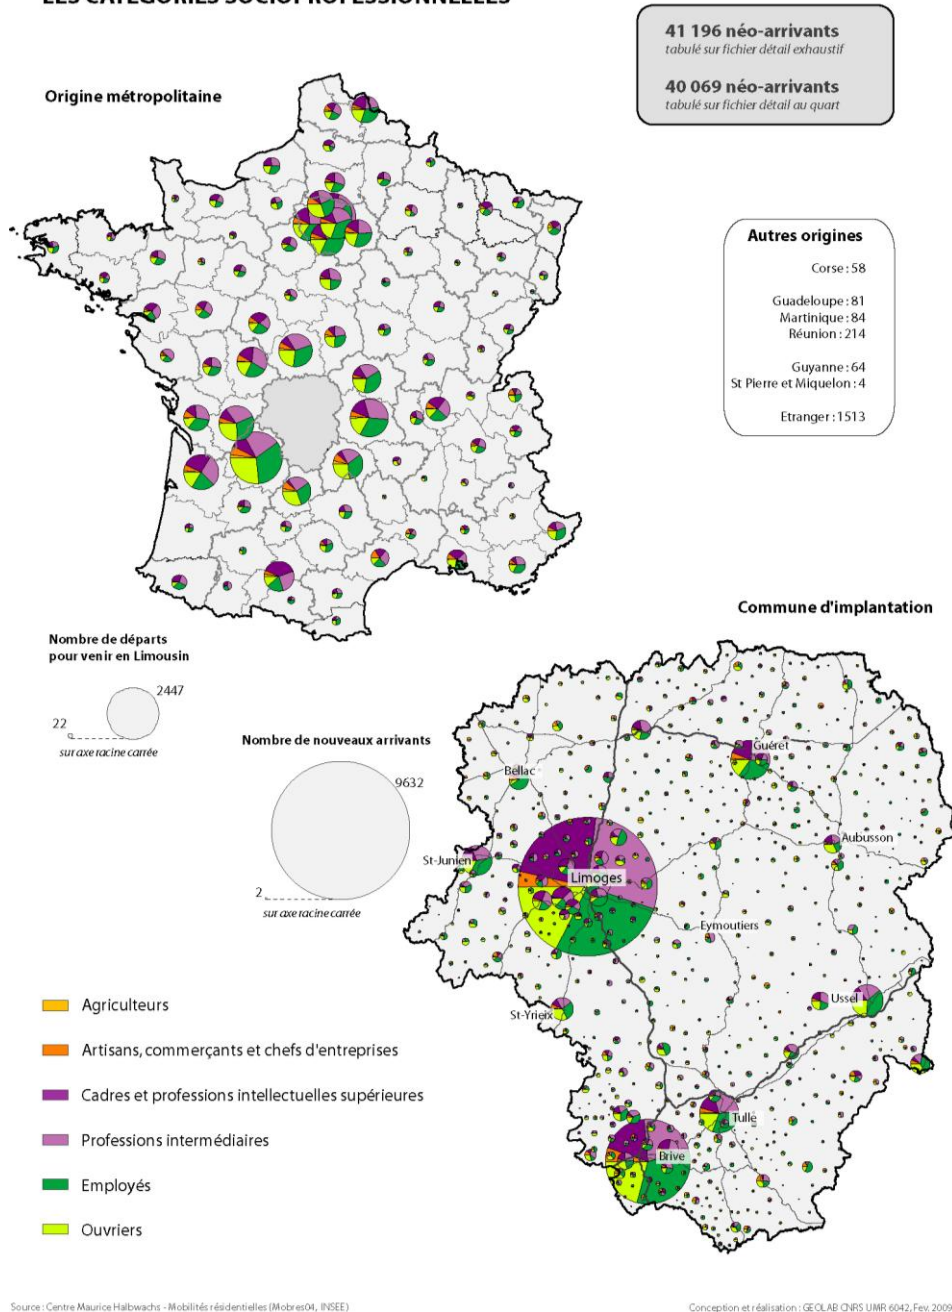 LES CATÉGORIES SOCIOPROFESSIONNELLES
41 196 néo-arrivants
tabulé sur fichier détail exhaustif
40 069 néo-arrivants
tabulé sur fichier détail au quart
Origine métropolitaine
Autres origines
Corse : 58
Guadeloupe : 81
Martinique : 84
Réunion : 214
Guyanne : 64
St Pierre et Miquelon : 4
Etranger : 1513
Commune d'implantation
Nombre de départs
pour venir en Limousin
2447
22
sur axe racine carrée
Nombre de nouveaux arrivants
9632
2
sur axe racine carrée
Guéret
Bellac
Aubusson
St-Junien
Limoges
Eymoutiers
Ussel
St-Yrieix
Tulle
Brive
Agriculteurs
Artisans, commerçants et chefs d'entreprises
Cadres et professions intellectuelles supérieures
Professions intermédiaires
Employés
Ouvriers
Source : Centre Maurice Halbwachs - Mobilités résidentielles (Mobres04, INSEE)
Conception et réalisation : GEOLAB CNRS UMR 6042, Fev. 2009